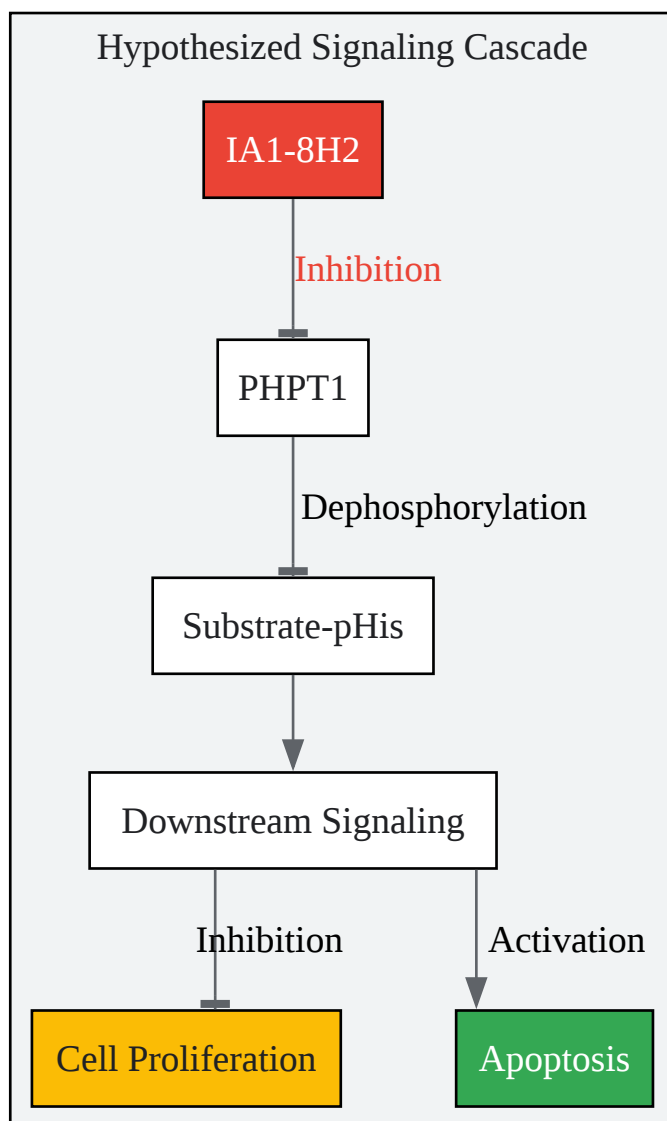 Hypothesized Signaling Cascade
IA1-8H2
Inhibition
PHPT1
Dephosphorylation
Substrate-pHis
Downstream Signaling
Inhibition
Activation
Cell Proliferation
Apoptosis